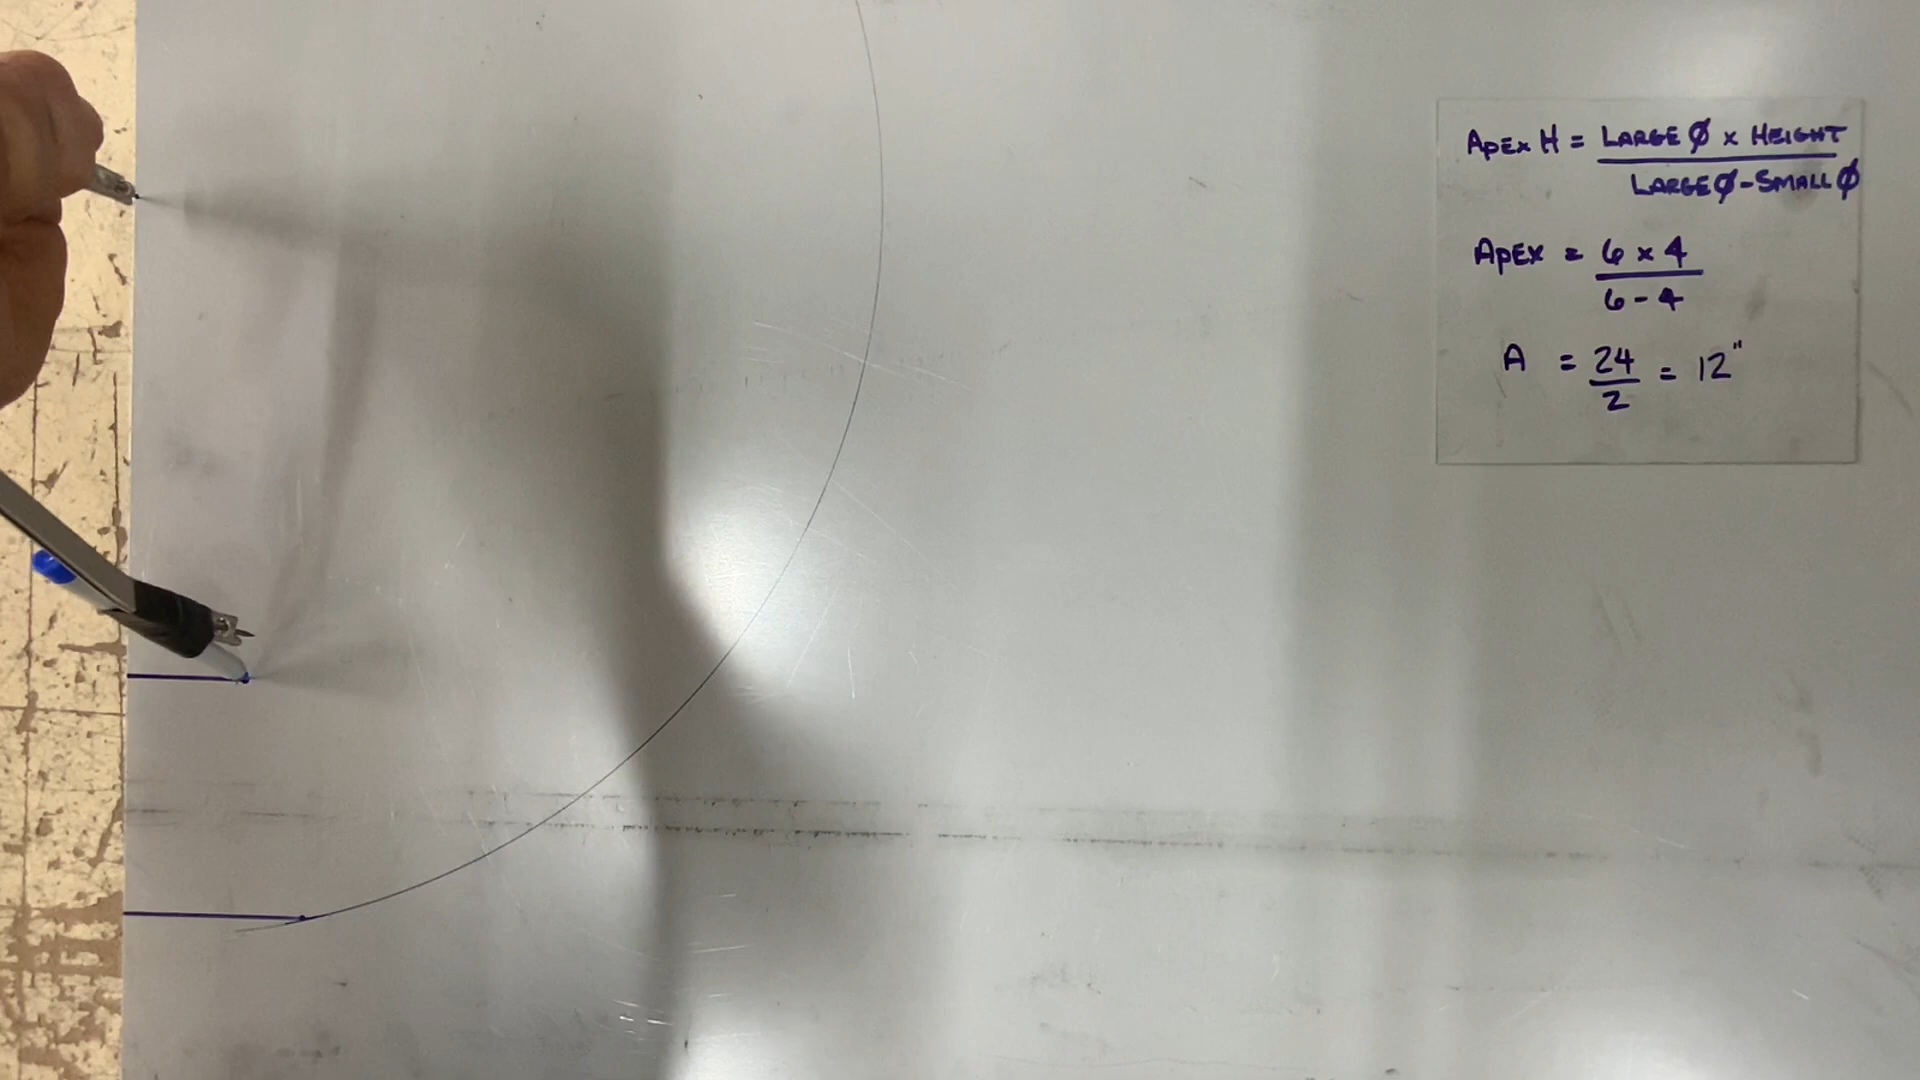 APEX H = LARGE Ø x HEIGHT
LARGE Ø - SMALL Ø
APEX = 6 x 4
6 - 4
A = 24 = 12"
2